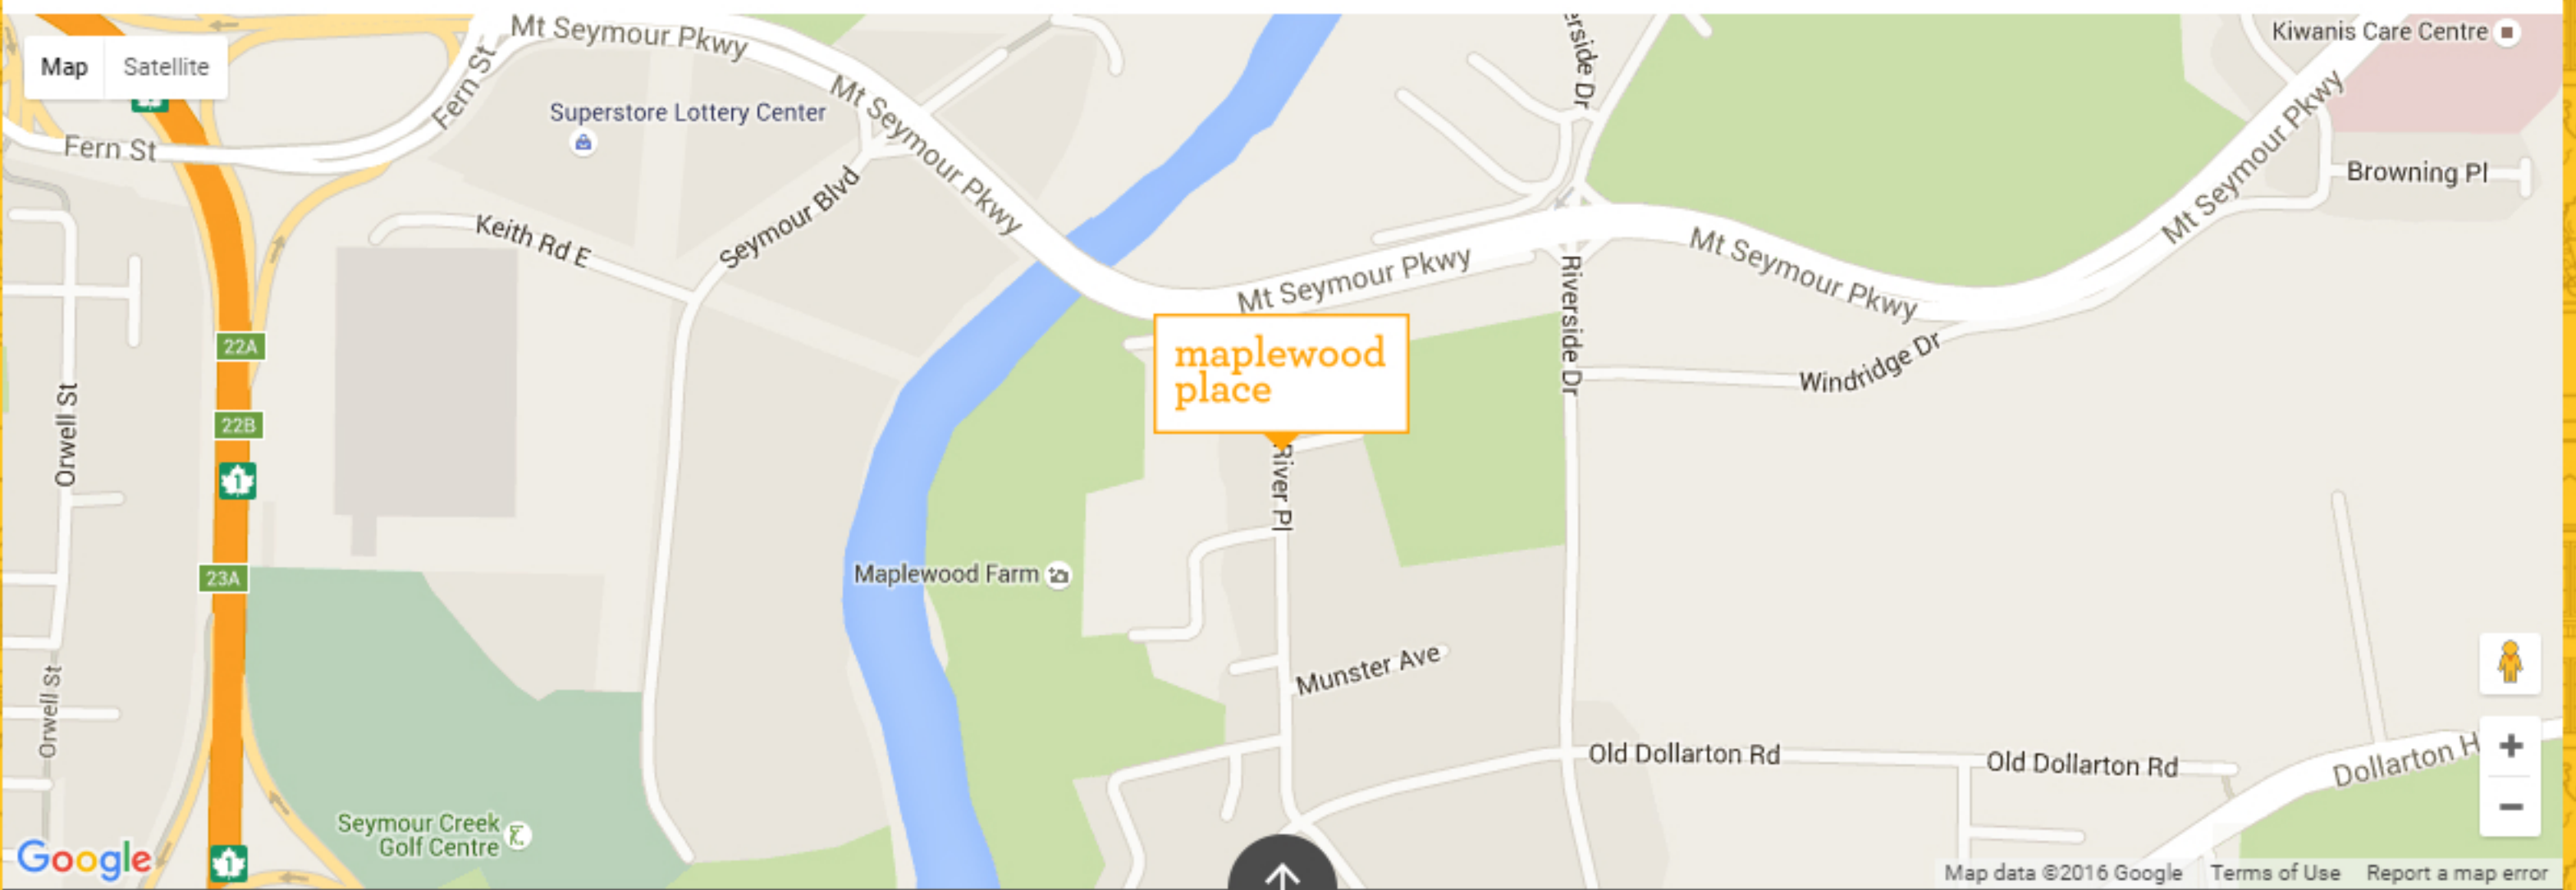 Mt Seymour Pkwy
Kiwanis Care Centre
Map
Satellite
Fern St
Mt Seymour Pkwy
Superstore Lottery Center
Fern St
Mt Seymour Pkwy
Browning Pl
Seymour Blvd
Keith Rd E
Mt Seymour Pkwy
Mt Seymour Pkwy
Riverside Dr
22A
maplewood
place
Windridge Dr
22B
Orwell St
1
River Pl
23A
Maplewood Farm
Munster Ave
Orwell St
Old Dollarton Rd
Old Dollarton Rd
Dollarton H
+
−
Seymour Creek
Golf Centre
Google
1
Map data ©2016 Google
Terms of Use
Report a map error